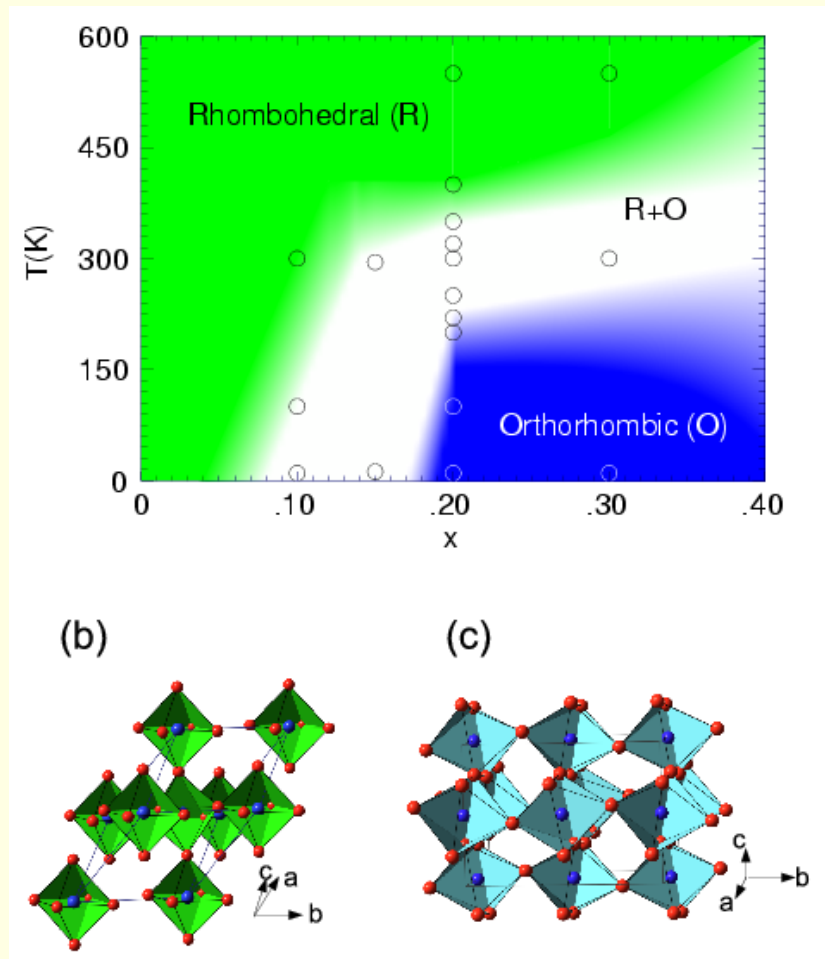 600
450
300
150
0
T(K)
Rhombohedral (R)
R+O
Orthorhombic (O)
0 .10 .20 .30 .40
x
(b) (c)
c a b
c b a